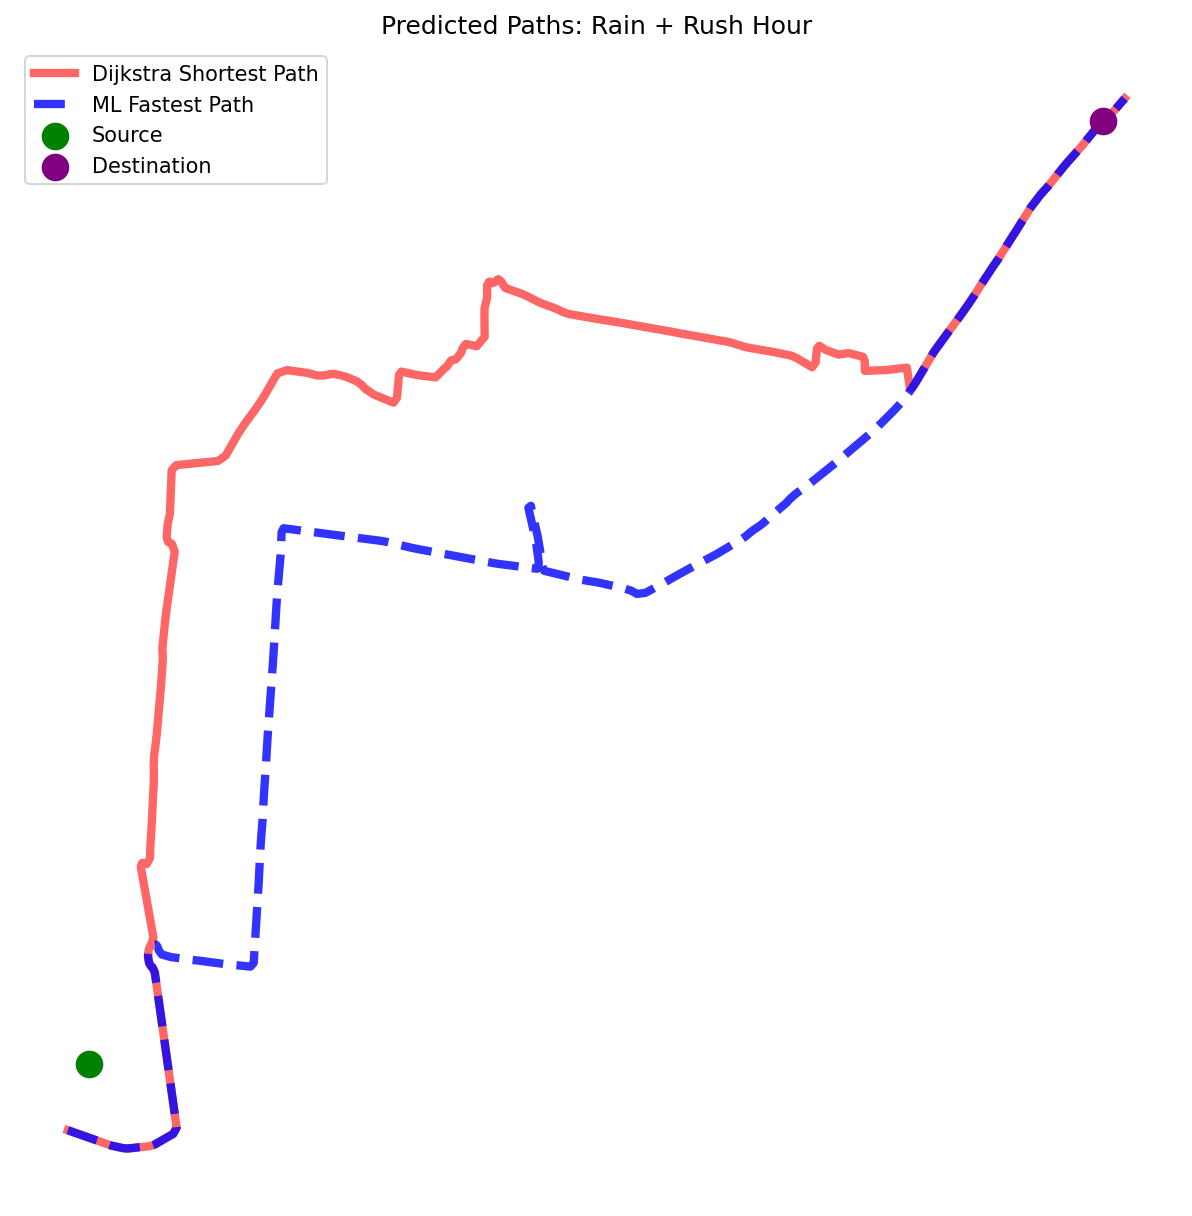 Predicted Paths: Rain + Rush Hour
Dijkstra Shortest Path
ML Fastest Path
Source
Destination